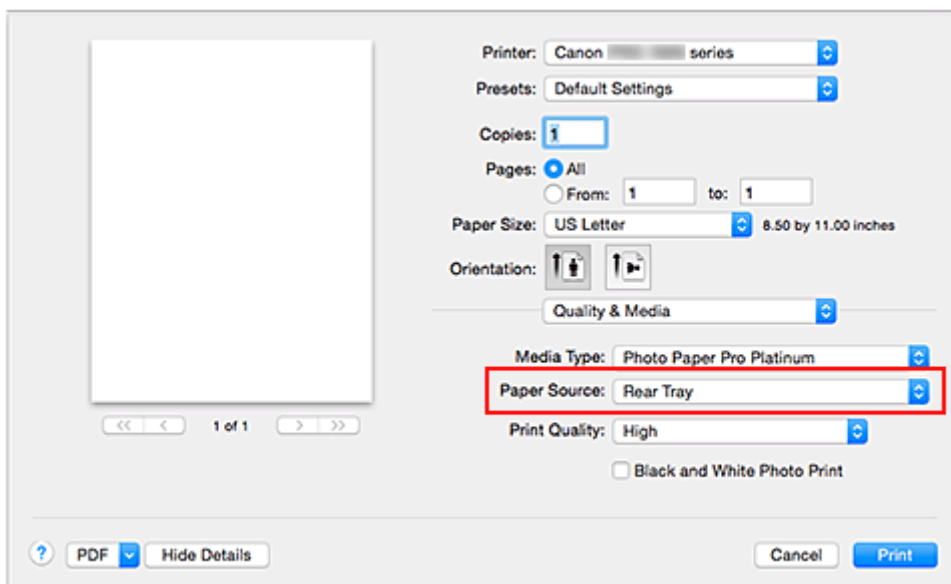 Printer: Canon series
Presets: Default Settings
Copies: 1
Pages: All
From: 1 to: 1
Paper Size: US Letter 8.50 by 11.00 inches
Orientation:
Quality & Media
Media Type: Photo Paper Pro Platinum
Paper Source: Rear Tray
1 of 1
Print Quality: High
Black and White Photo Print
? PDF Hide Details Cancel Print